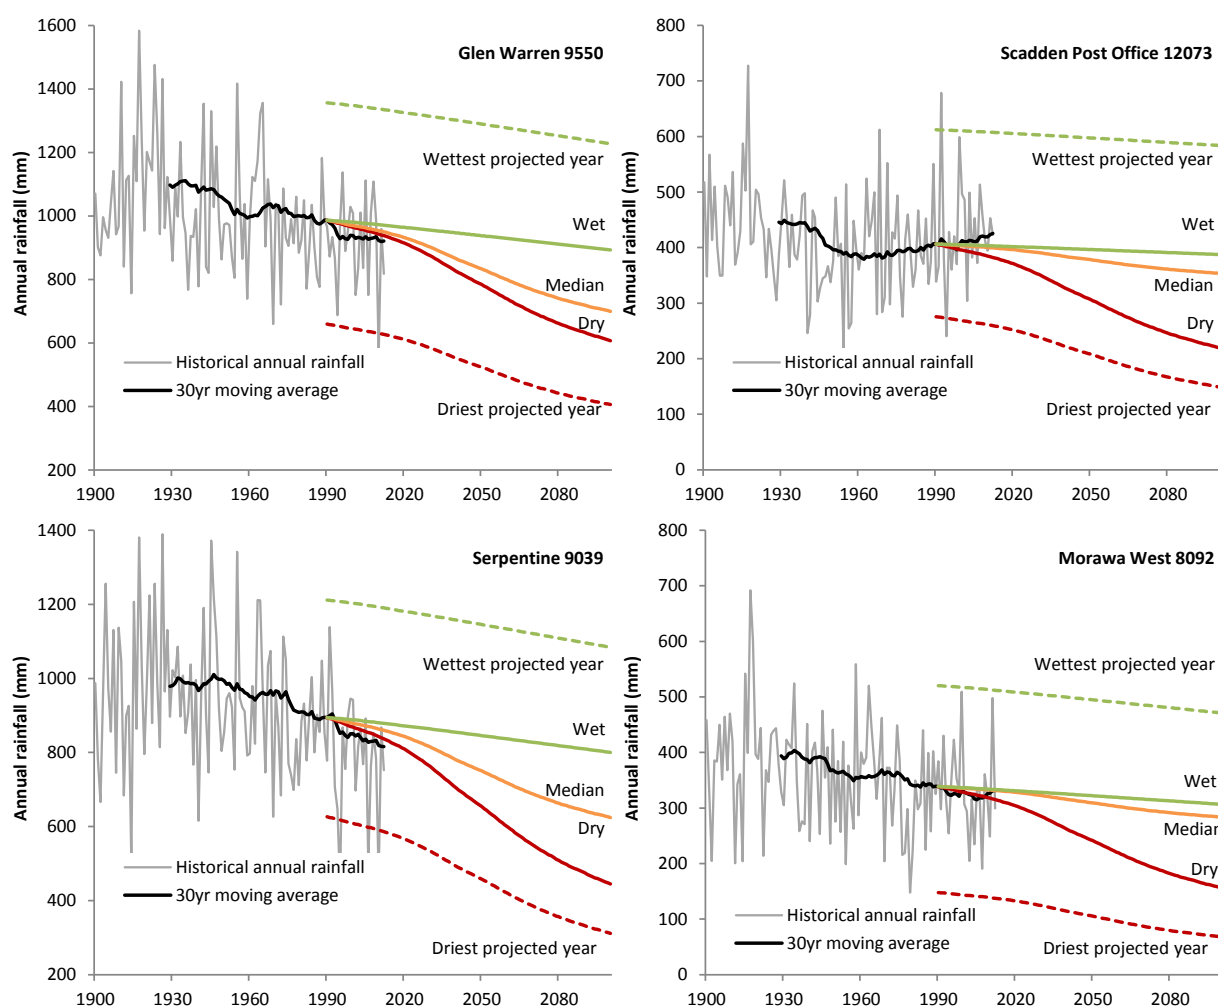 Glen Warren 9550
Annual rainfall (mm)
1600
1400
1200
1000
800
600
400
200
Wettest projected year
Wet
Median
Dry
Historical annual rainfall
30yr moving average
Driest projected year
1900 1930 1960 1990 2020 2050 2080
Scadden Post Office 12073
Annual rainfall (mm)
800
700
600
500
400
300
200
100
0
Wettest projected year
Wet
Median
Dry
Historical annual rainfall
30yr moving average
Driest projected year
1900 1930 1960 1990 2020 2050 2080
Serpentine 9039
Annual rainfall (mm)
1400
1200
1000
800
600
400
200
Wettest projected year
Wet
Median
Dry
Historical annual rainfall
30yr moving average
Driest projected year
1900 1930 1960 1990 2020 2050 2080
Morawa West 8092
Annual rainfall (mm)
800
700
600
500
400
300
200
100
0
Wettest projected year
Wet
Median
Dry
Historical annual rainfall
30yr moving average
Driest projected year
1900 1930 1960 1990 2020 2050 2080